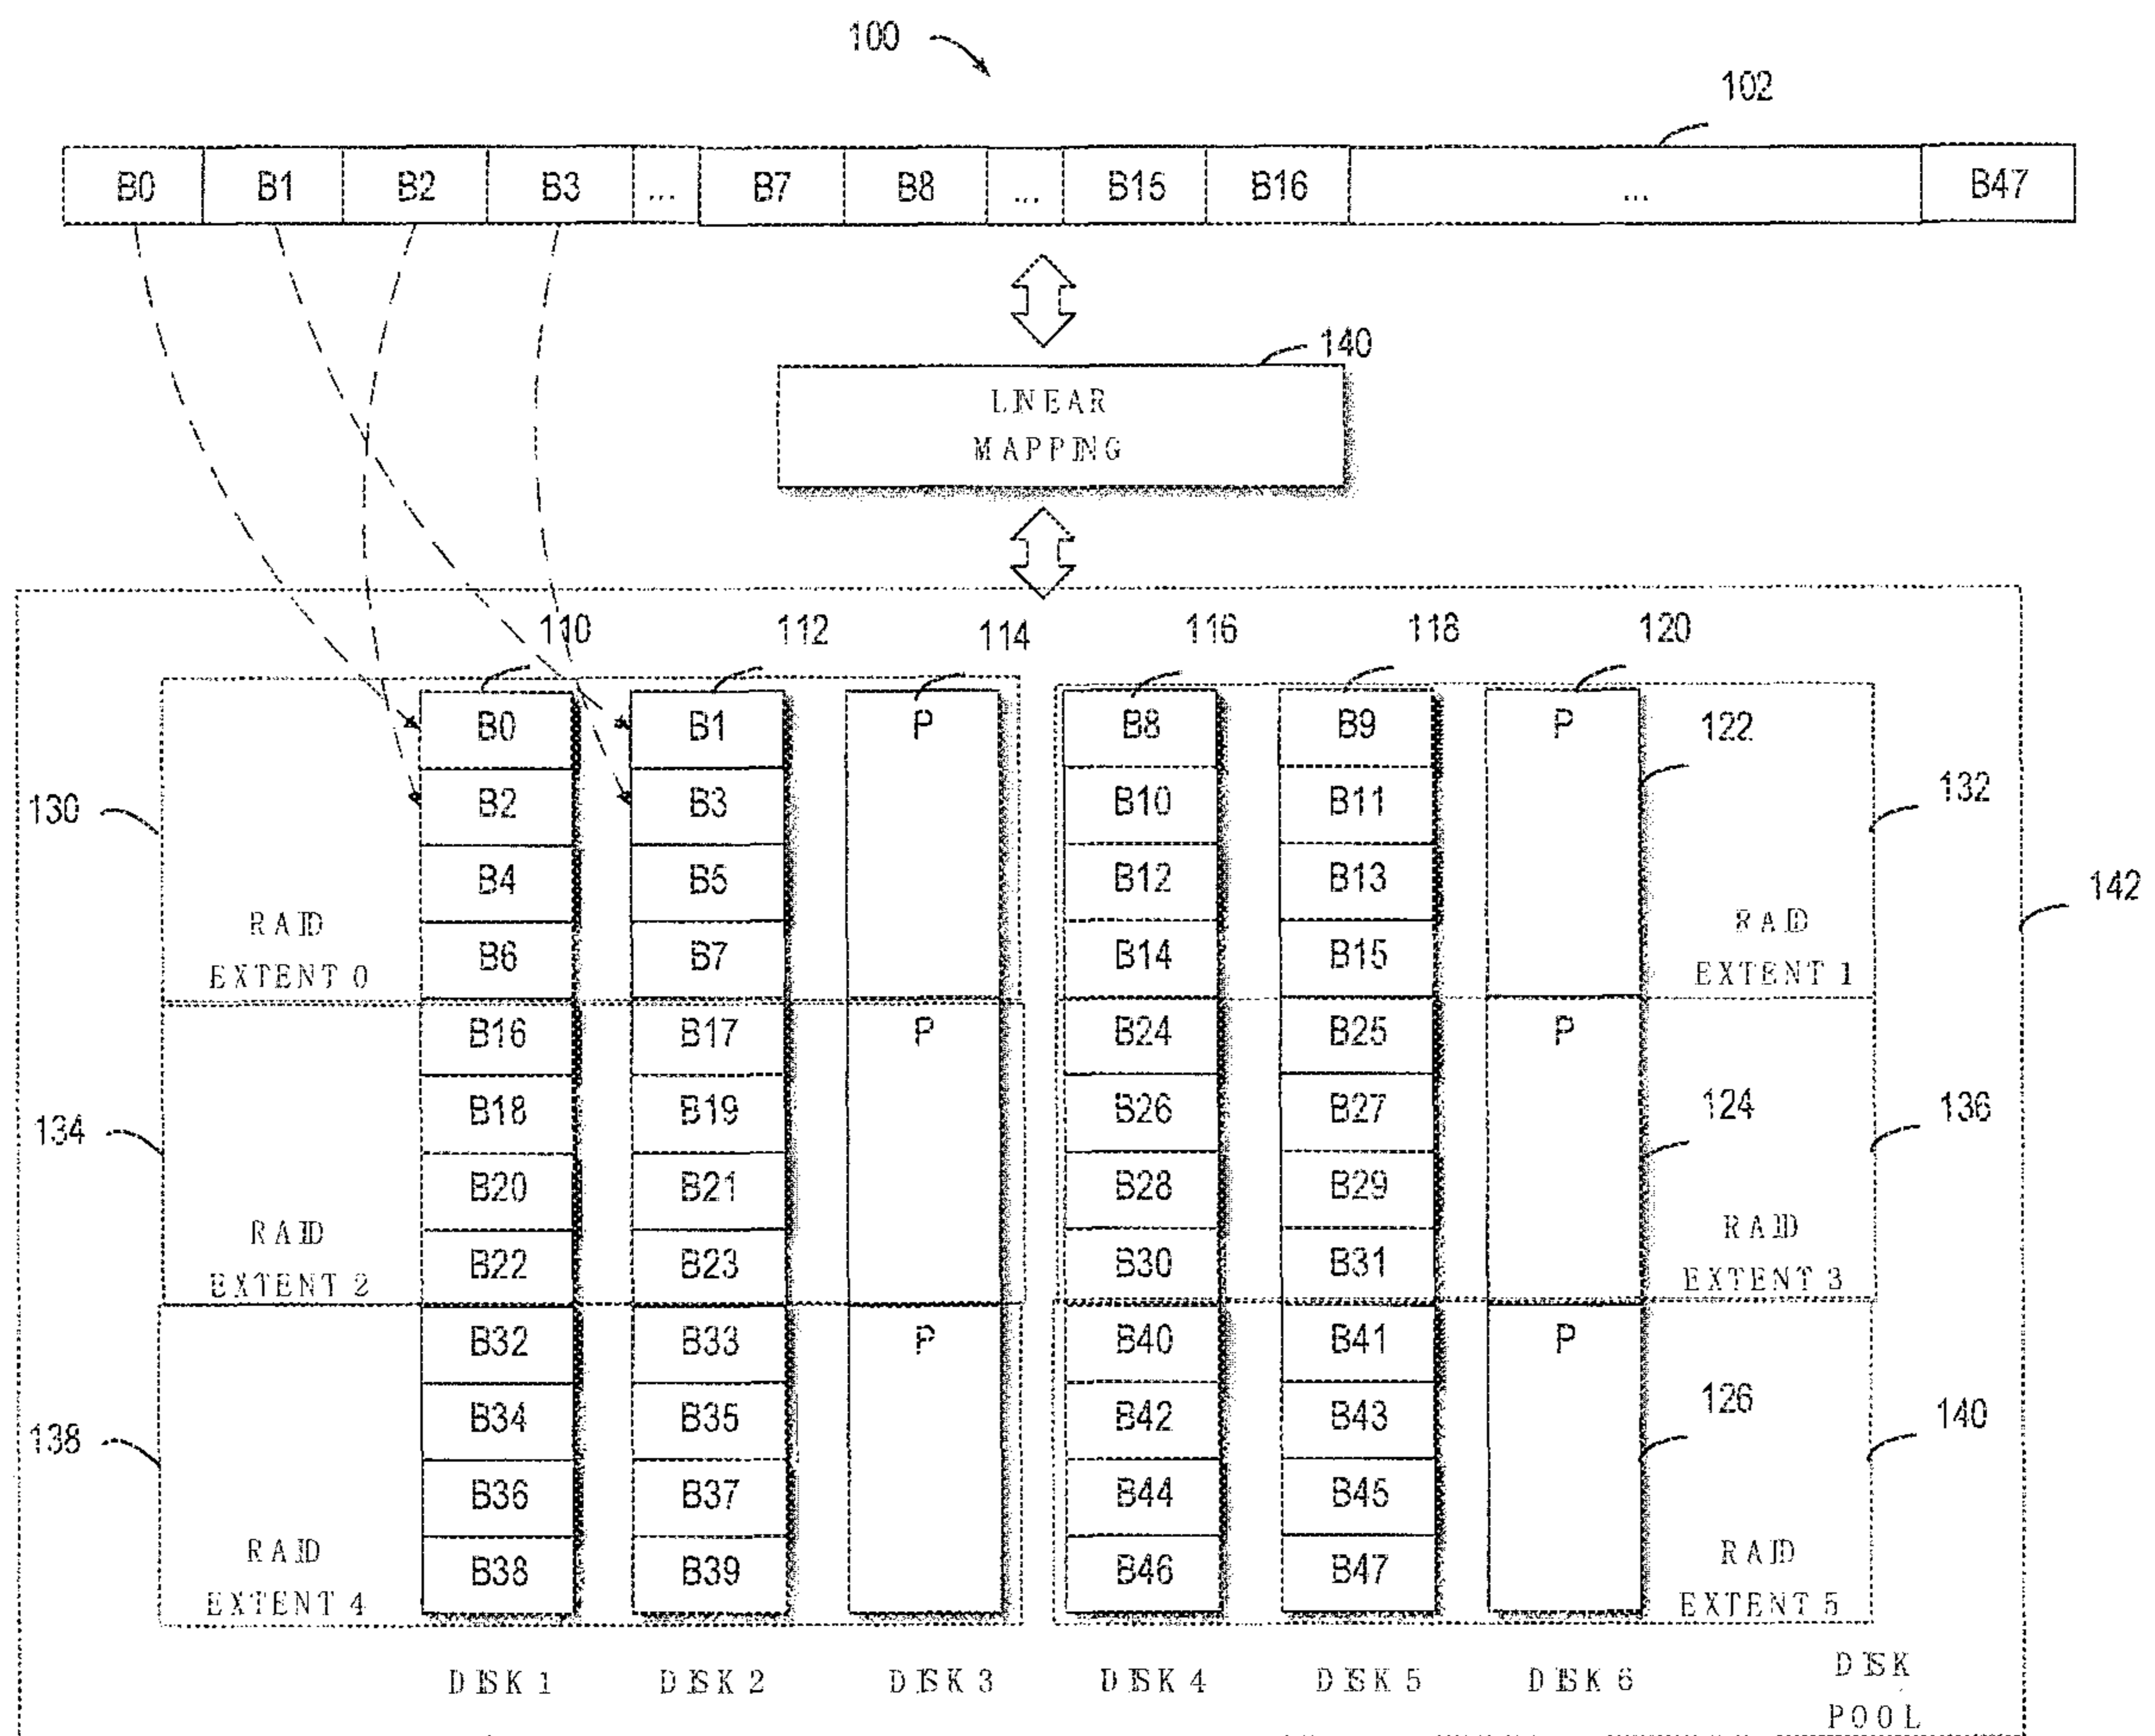 100
102
B0 B1 B2 B3 ... B7 B8 ... B15 B16 ... B47
140
LINEAR
MAPPING
110 112 114 116 118 120
B0 B1 P B8 B9 P 122
130 B2 B3 B10 B11 132
B4 B5 B12 B13 142
RAID RAID
B6 B7 B14 B15
EXTENT 0 EXTENT 1
B16 B17 P B24 B25 P
134 B18 B19 B26 B27 124 136
B20 B21 B28 B29
RAID RAID
B22 B23 B30 B31
EXTENT 2 EXTENT 3
B32 B33 P B40 B41 P
138 B34 B35 B42 B43 126 140
B36 B37 B44 B45
RAID RAID
B38 B39 B46 B47
EXTENT 4 EXTENT 5
DISK 1 DISK 2 DISK 3 DISK 4 DISK 5 DISK 6 DISK
POOL